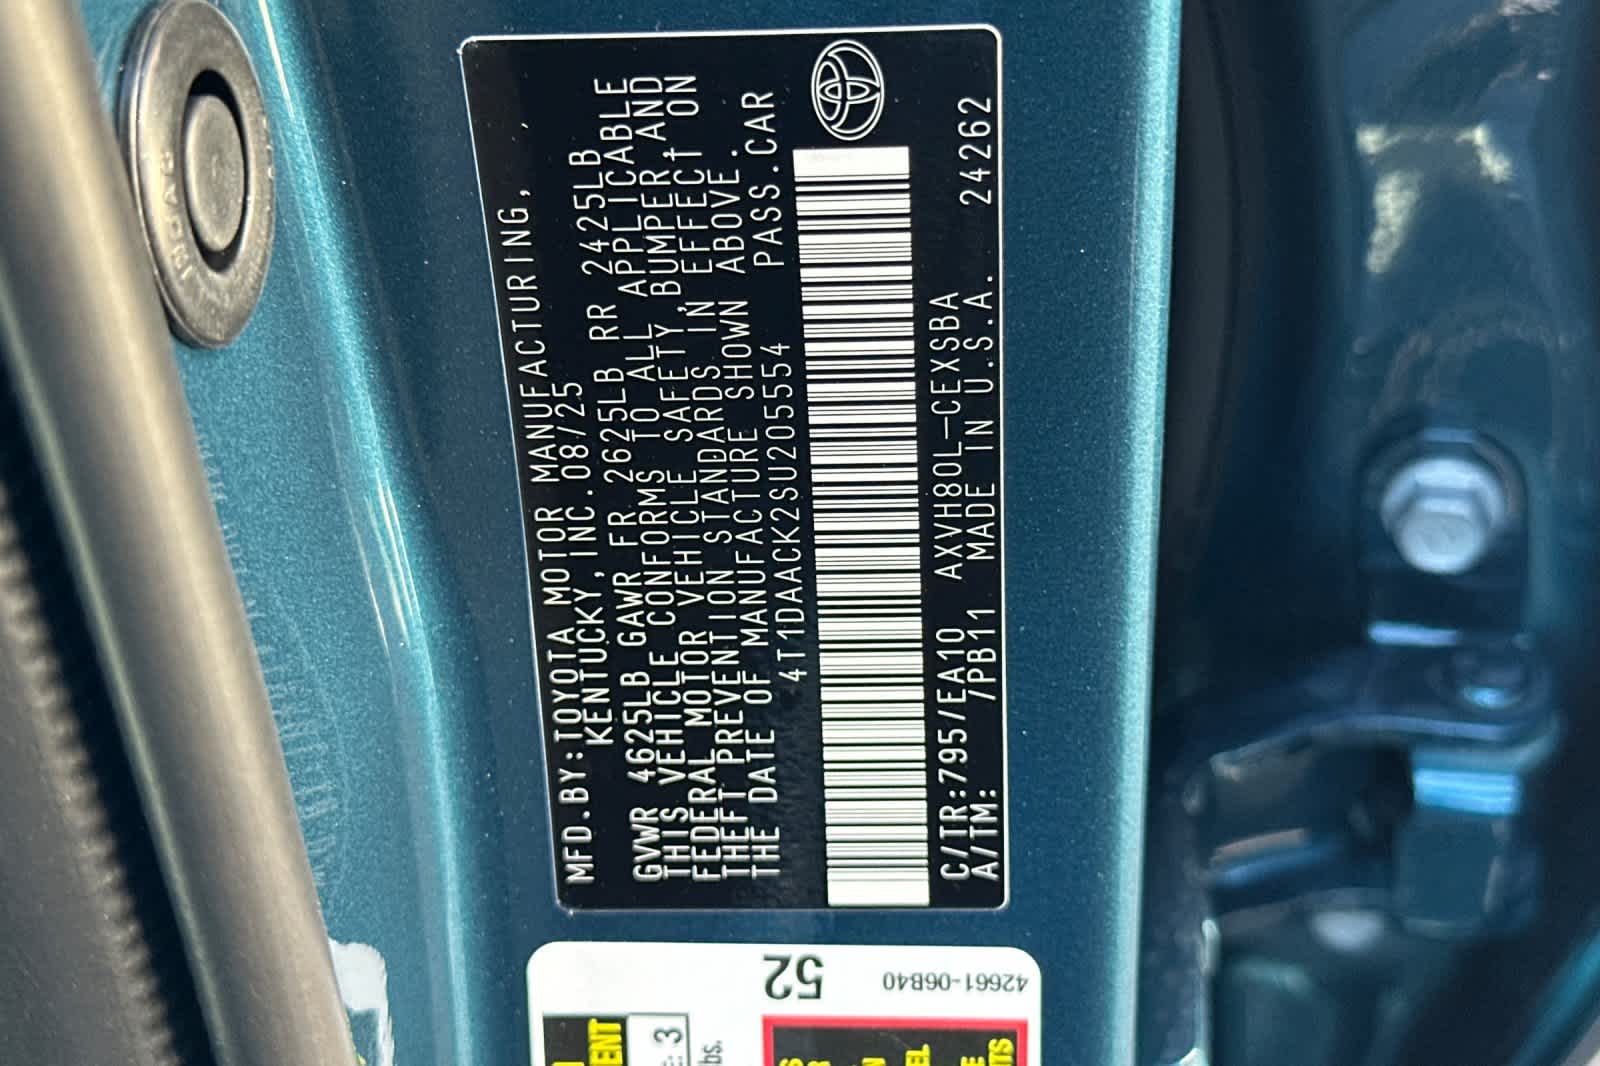 MFD.BY:TOYOTA MOTOR MANUFACTURING,
KENTUCKY,INC.08/25
GVWR 4625LB GAWR FR 2625LB RR 2425LB
THIS VEHICLE CONFORMS TO ALL APPLICABLE
FEDERAL MOTOR VEHICLE SAFETY,BUMPER,AND
THEFT PREVENTION STANDARDS IN EFFECT ON
THE DATE OF MANUFACTURE SHOWN ABOVE.
4T1DAACK2SU205554 PASS.CAR
C/TR:795/EA10 AXVH80L-CEXSBA
A/TM: /PB11 MADE IN U.S.A. 24262
52
42661-06B40
3
lbs.